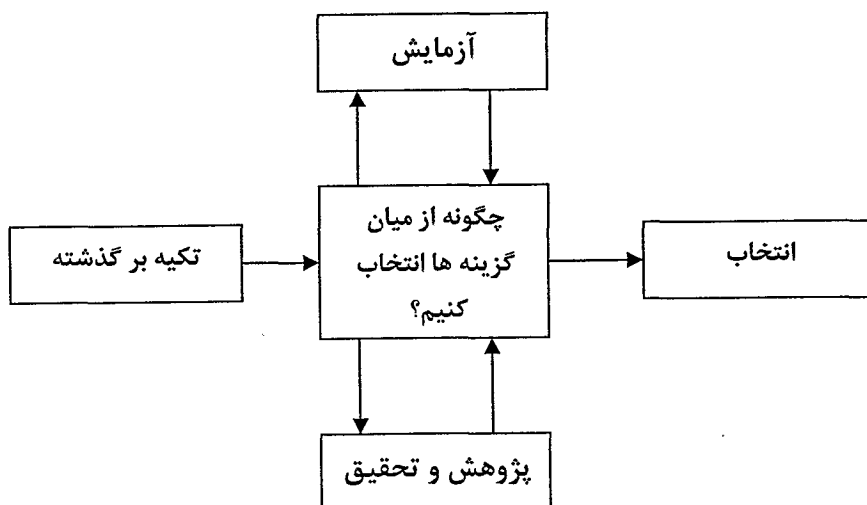 آزمایش
چگونه از میان
گزینه ها انتخاب
کنیم؟
تکیه بر گذشته
انتخاب
پژوهش و تحقیق